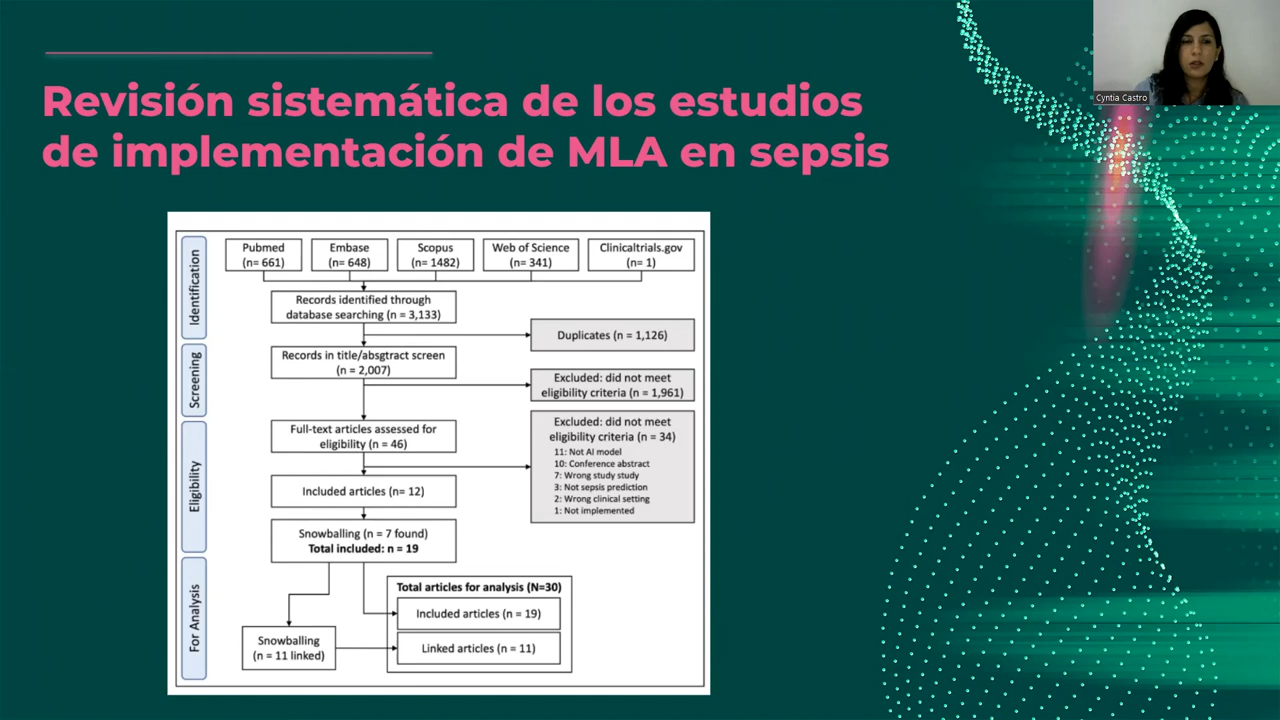 Revisión sistemática de los estudios
de implementación de MLA en sepsis
Cyntia Castro
Identification
Pubmed
(n= 661)
Embase
(n= 648)
Scopus
(n= 1482)
Web of Science
(n= 341)
Clinicaltrials.gov
(n= 1)
Records identified through
database searching (n = 3,133)
Duplicates (n = 1,126)
Screening
Records in title/absgtract screen
(n = 2,007)
Excluded: did not meet
eligibility criteria (n = 1,961)
Eligibility
Full-text articles assessed for
eligibility (n = 46)
Excluded: did not meet
eligibility criteria (n = 34)
11: Not AI model
10: Conference abstract
7: Wrong study study
3: Not sepsis prediction
2: Wrong clinical setting
1: Not implemented
Included articles (n= 12)
Snowballing (n = 7 found)
Total included: n = 19
For Analysis
Total articles for analysis (N=30)
Included articles (n = 19)
Snowballing
(n = 11 linked)
Linked articles (n = 11)